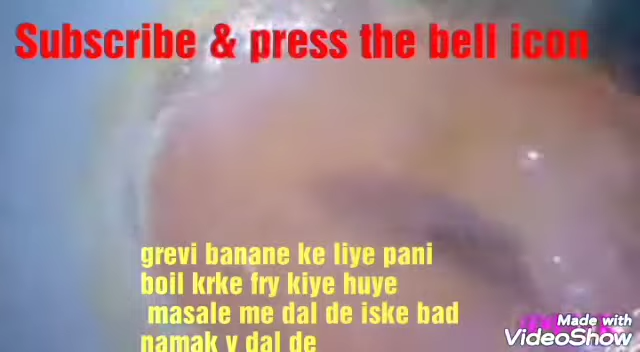 Subscribe & press the bell icon
grevi banane ke liye pani
boil krke fry kiye huye
masale me dal de iske bad
namak v dal de
Made with
VideoShow